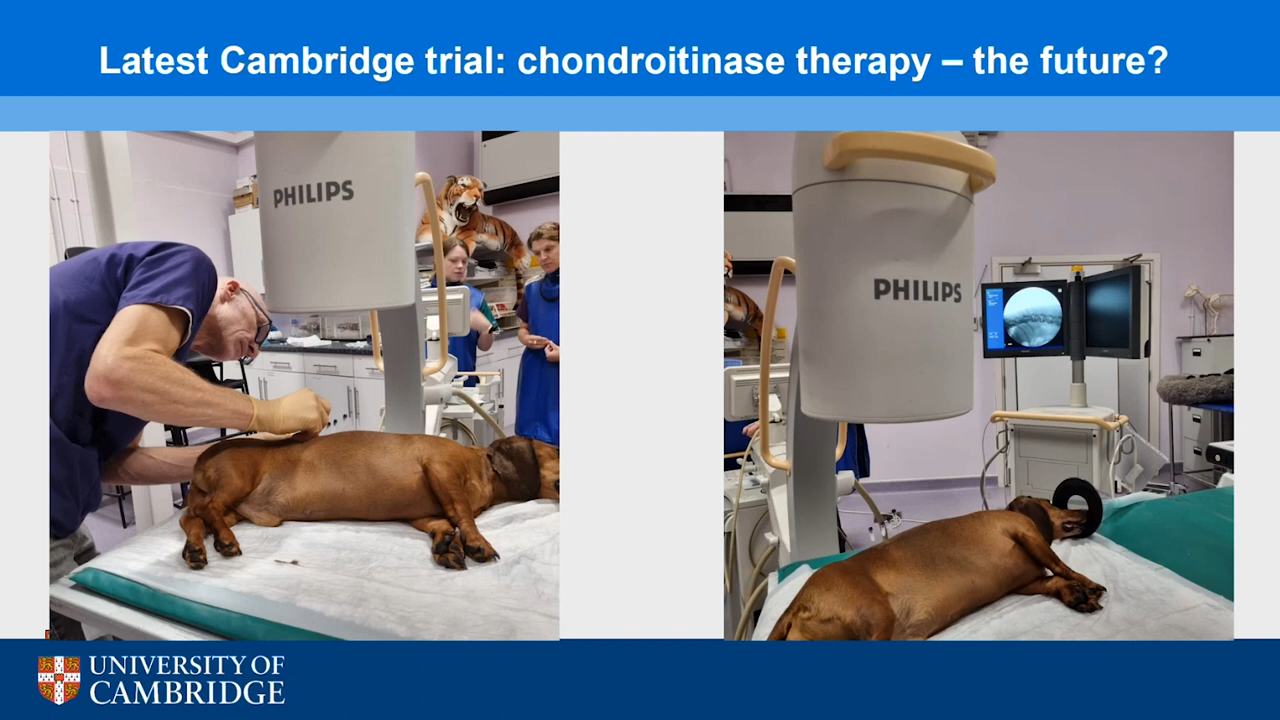 Latest Cambridge trial: chondroitinase therapy – the future?
PHILIPS
PHILIPS
UNIVERSITY OF
CAMBRIDGE